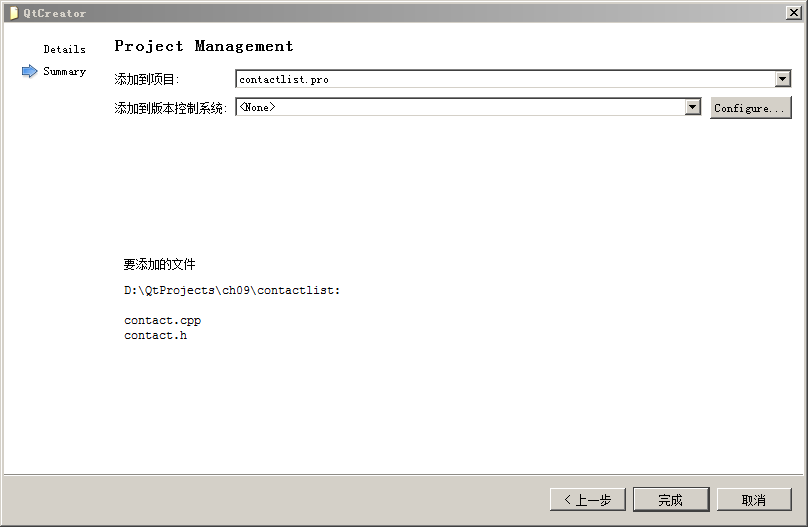 QtCreator
Details
Summary
Project Management
添加到项目:
contactlist.pro
添加到版本控制系统:
<None>
Configure...
要添加的文件
D:\QtProjects\ch09\contactlist:
contact.cpp
contact.h
< 上一步
完成
取消